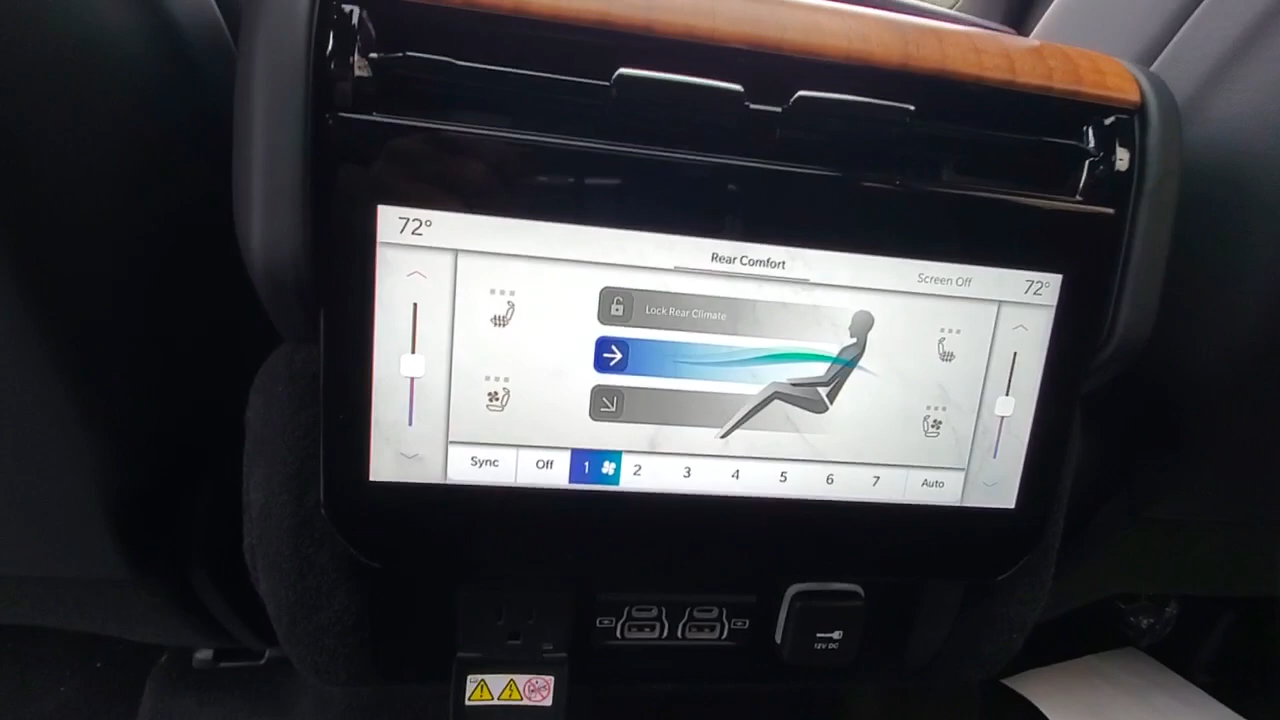 72°
Rear Comfort
Screen Off
72°
Lock Rear Climate
Sync
Off
1
2
3
4
5
6
7
Auto
12V DC